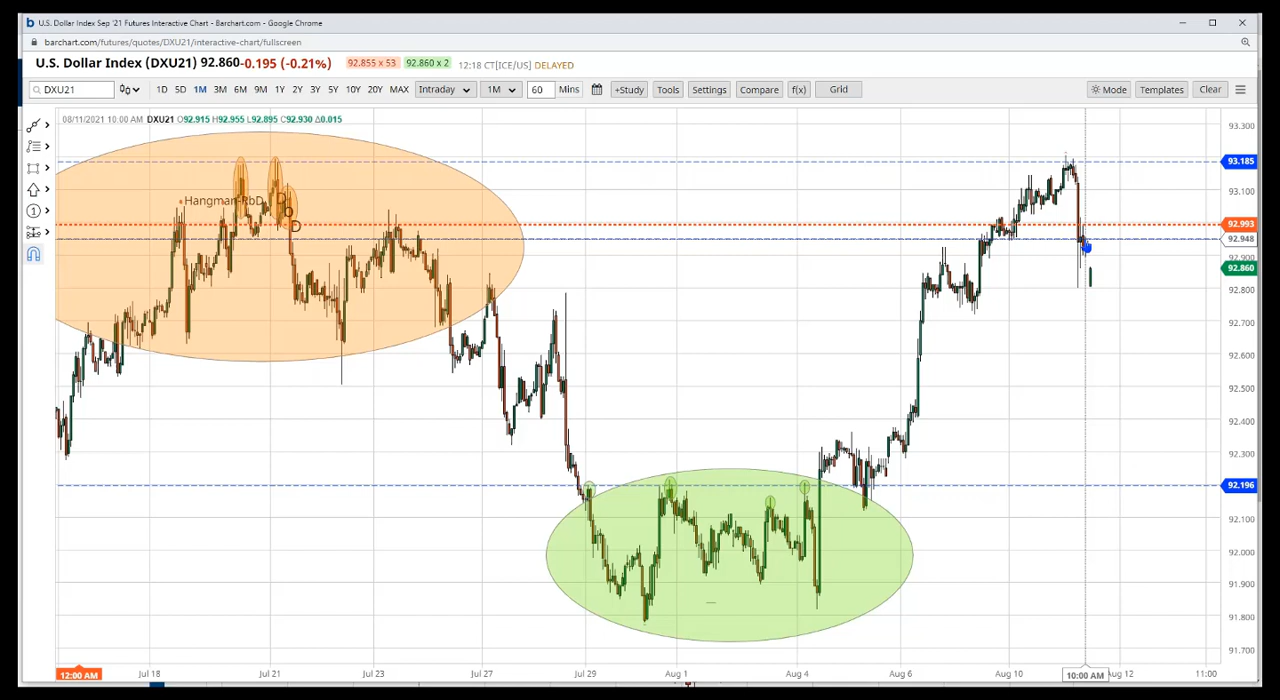 U.S. Dollar Index Sep '21 Futures Interactive Chart - Barchart.com - Google Chrome
barchart.com/futures/quotes/DXU21/interactive-chart/fullscreen
U.S. Dollar Index (DXU21) 92.860 -0.195 (-0.21%) 92.855 x 53 92.860 x 2 12:18 CT[ICE/US] DELAYED
DXU21 1D 5D 1M 3M 6M 9M 1Y 2Y 3Y 5Y 10Y 20Y MAX Intraday 1M 60 Mins +Study Tools Settings Compare f(x) Grid Mode Templates Clear
08/11/2021 10:00 AM DXU21 O92.915 H92.955 L92.895 C92.930 Δ0.015
93.300
93.185
Hangman-RbD
93.100
D
D
D
92.993
92.948
92.900
92.860
92.800
92.700
92.600
92.500
92.400
92.300
92.196
92.100
92.000
91.900
91.800
91.700
12:00 AM Jul 18 Jul 21 Jul 23 Jul 27 Jul 29 Aug 1 Aug 4 Aug 6 Aug 10 10:00 AM Aug 12 11:00